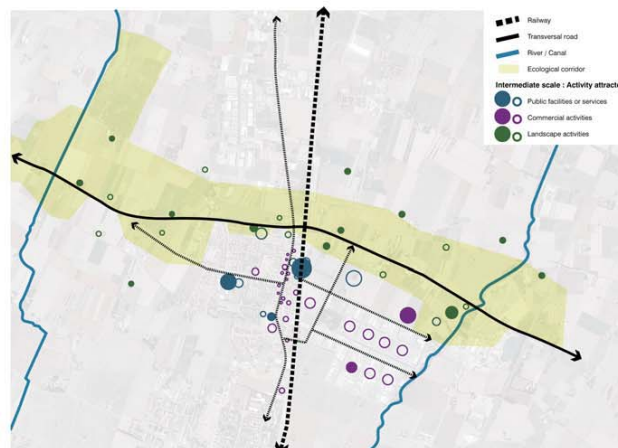 Railway
Transversal road
River / Canal
Ecological corridor
Intermediate scale : Activity attract
Public facilities or services
Commercial activities
Landscape activities